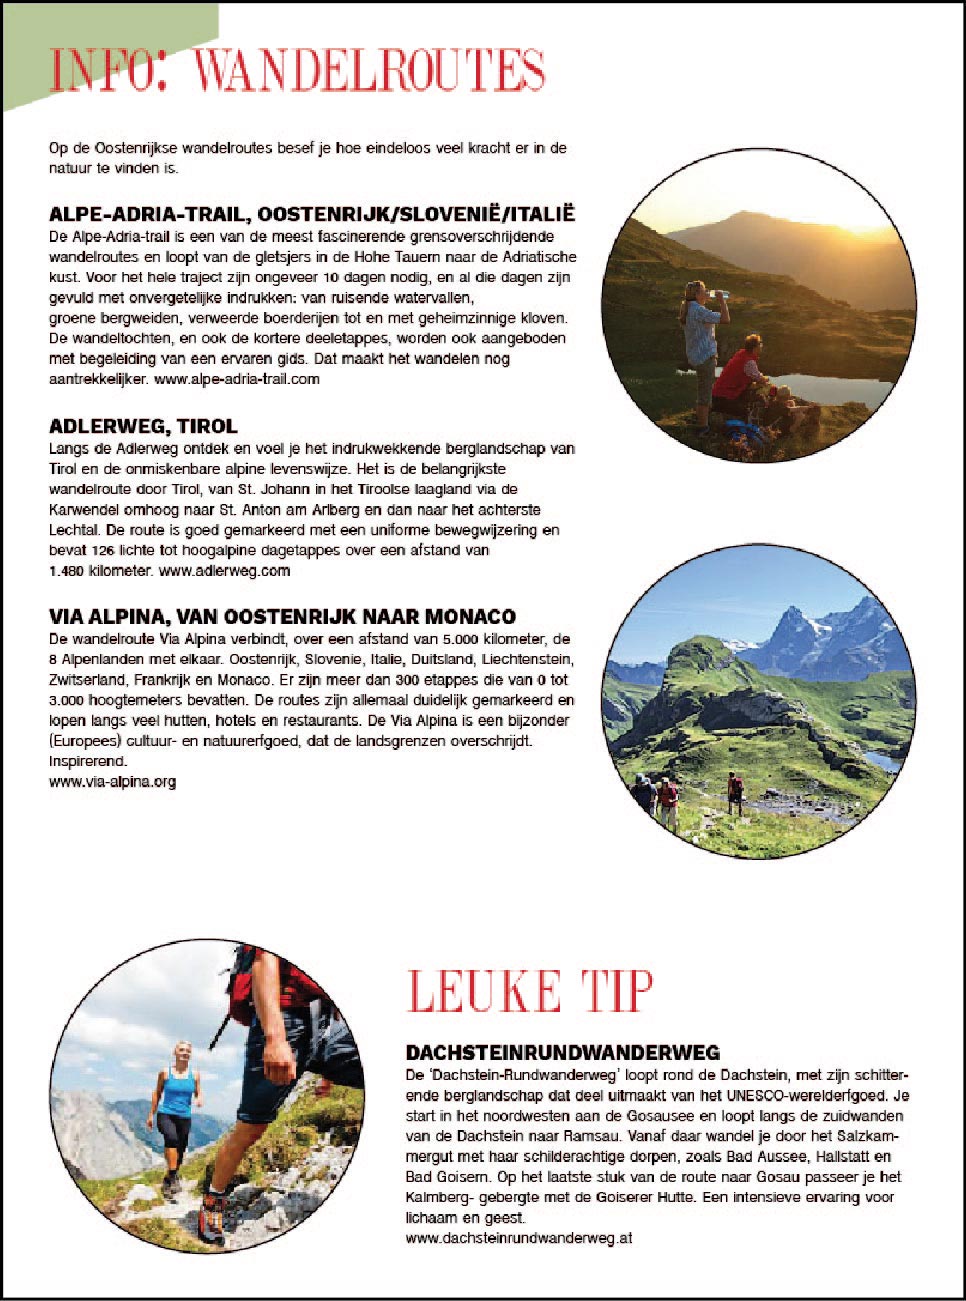 INFO: WANDELROUTES
Op de Oostenrijkse wandelroutes besef je hoe eindeloos veel kracht er in de
natuur te vinden is.
ALPE-ADRIA-TRAIL, OOSTENRIJK/SLOVENIË/ITALIË
De Alpe-Adria-trail is een van de meest fascinerende grensoverschrijdende
wandelroutes en loopt van de gletsjers in de Hohe Tauern naar de Adriatische
kust. Voor het hele traject zijn ongeveer 10 dagen nodig, en al die dagen zijn
gevuld met onvergetelijke indrukken: van ruisende watervallen,
groene bergweiden, verweerde boerderijen tot en met geheimzinnige kloven.
De wandeltochten, en ook de kortere deeletappes, worden ook aangeboden
met begeleiding van een ervaren gids. Dat maakt het wandelen nog
aantrekkelijker. www.alpe-adria-trail.com
ADLERWEG, TIROL
Langs de Adlerweg ontdek en voel je het indrukwekkende berglandschap van
Tirol en de onmiskenbare alpine levenswijze. Het is de belangrijkste
wandelroute door Tirol, van St. Johann in het Tiroolse laagland via de
Karwendel omhoog naar St. Anton am Arlberg en dan naar het achterste
Lechtal. De route is goed gemarkeerd met een uniforme bewegwijzering en
bevat 126 lichte tot hoogalpine dagetappes over een afstand van
1.480 kilometer. www.adlerweg.com
VIA ALPINA, VAN OOSTENRIJK NAAR MONACO
De wandelroute Via Alpina verbindt, over een afstand van 5.000 kilometer, de
8 Alpenlanden met elkaar. Oostenrijk, Slovenie, Italie, Duitsland, Liechtenstein,
Zwitserland, Frankrijk en Monaco. Er zijn meer dan 300 etappes die van 0 tot
3.000 hoogtemeters bevatten. De routes zijn allemaal duidelijk gemarkeerd en
lopen langs veel hutten, hotels en restaurants. De Via Alpina is een bijzonder
(Europees) cultuur- en natuurerfgoed, dat de landsgrenzen overschrijdt.
Inspirerend.
www.via-alpina.org
LEUKE TIP
DACHSTEINRUNDWANDERWEG
De ‘Dachstein-Rundwanderweg’ loopt rond de Dachstein, met zijn schitter-
ende berglandschap dat deel uitmaakt van het UNESCO-werelderfgoed. Je
start in het noordwesten aan de Gosausee en loopt langs de zuidwanden
van de Dachstein naar Ramsau. Vanaf daar wandel je door het Salzkam-
mergut met haar schilderachtige dorpen, zoals Bad Aussee, Hallstatt en
Bad Goisern. Op het laatste stuk van de route naar Gosau passeer je het
Kalmberg- gebergte met de Goiserer Hutte. Een intensieve ervaring voor
lichaam en geest.
www.dachsteinrundwanderweg.at